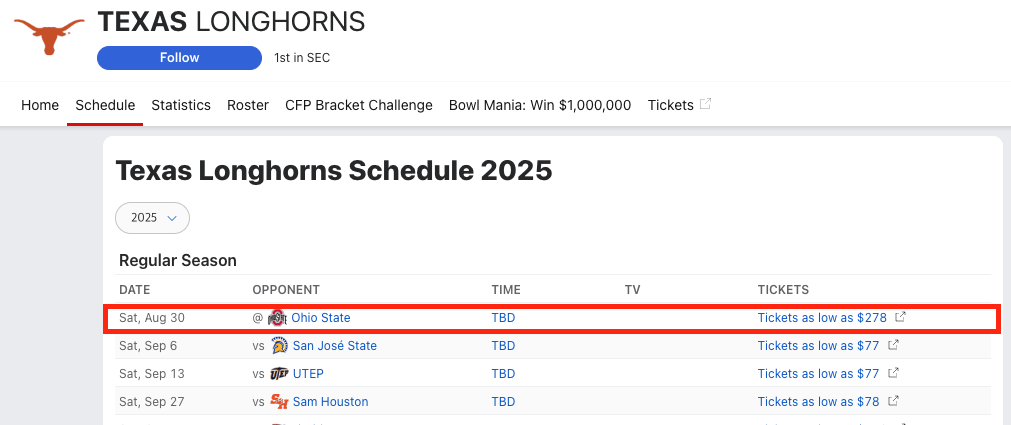 TEXAS LONGHORNS
Follow 1st in SEC
Home Schedule Statistics Roster CFP Bracket Challenge Bowl Mania: Win $1,000,000 Tickets
Texas Longhorns Schedule 2025
2025
Regular Season
DATE OPPONENT TIME TV TICKETS
Sat, Aug 30 @ Ohio State TBD Tickets as low as $278
Sat, Sep 6 vs San José State TBD Tickets as low as $77
Sat, Sep 13 vs UTEP UTEP TBD Tickets as low as $77
Sat, Sep 27 vs SH Sam Houston TBD Tickets as low as $78